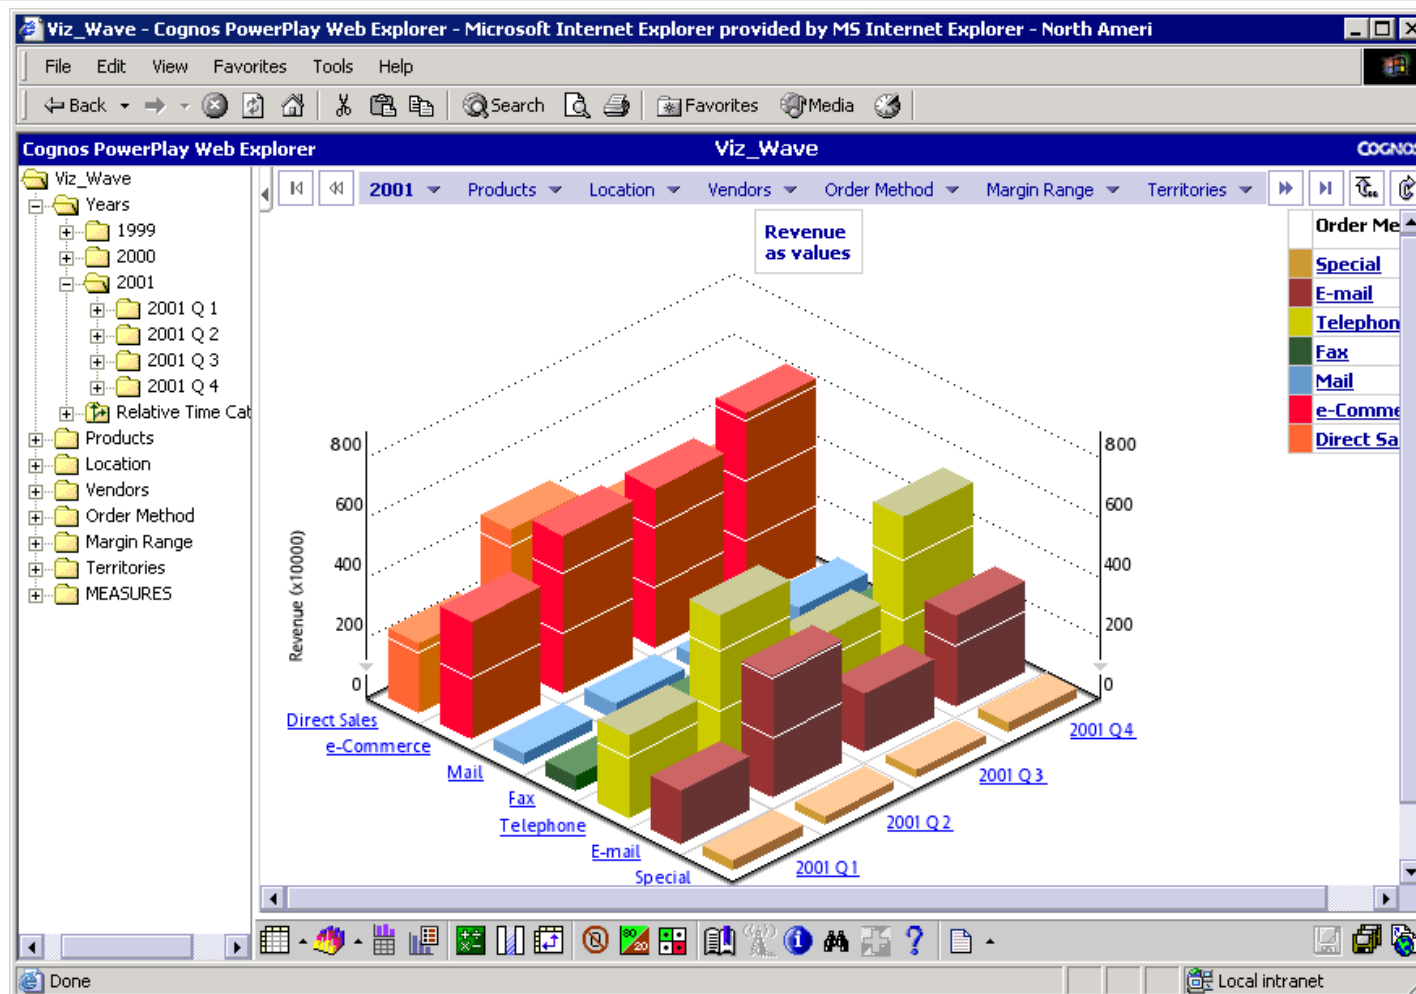 Viz_Wave - Cognos PowerPlay Web Explorer - Microsoft Internet Explorer provided by MS Internet Explorer - North Ameri
File Edit View Favorites Tools Help
Back Search Favorites Media
Cognos PowerPlay Web Explorer Viz_Wave COGNOS
Viz_Wave
Years
1999
2000
2001
2001 Q 1
2001 Q 2
2001 Q 3
2001 Q 4
Relative Time Cat
Products
Location
Vendors
Order Method
Margin Range
Territories
MEASURES
2001 Products Location Vendors Order Method Margin Range Territories
Revenue
as values
Order Me
Special
E-mail
Telephon
Fax
Mail
e-Comme
Direct Sa
800
600
400
200
0
Revenue (x10000)
800
600
400
200
0
Direct Sales
e-Commerce
Mail
Fax
Telephone
E-mail
Special
2001 Q 1
2001 Q 2
2001 Q 3
2001 Q 4
80
20
Done Local intranet